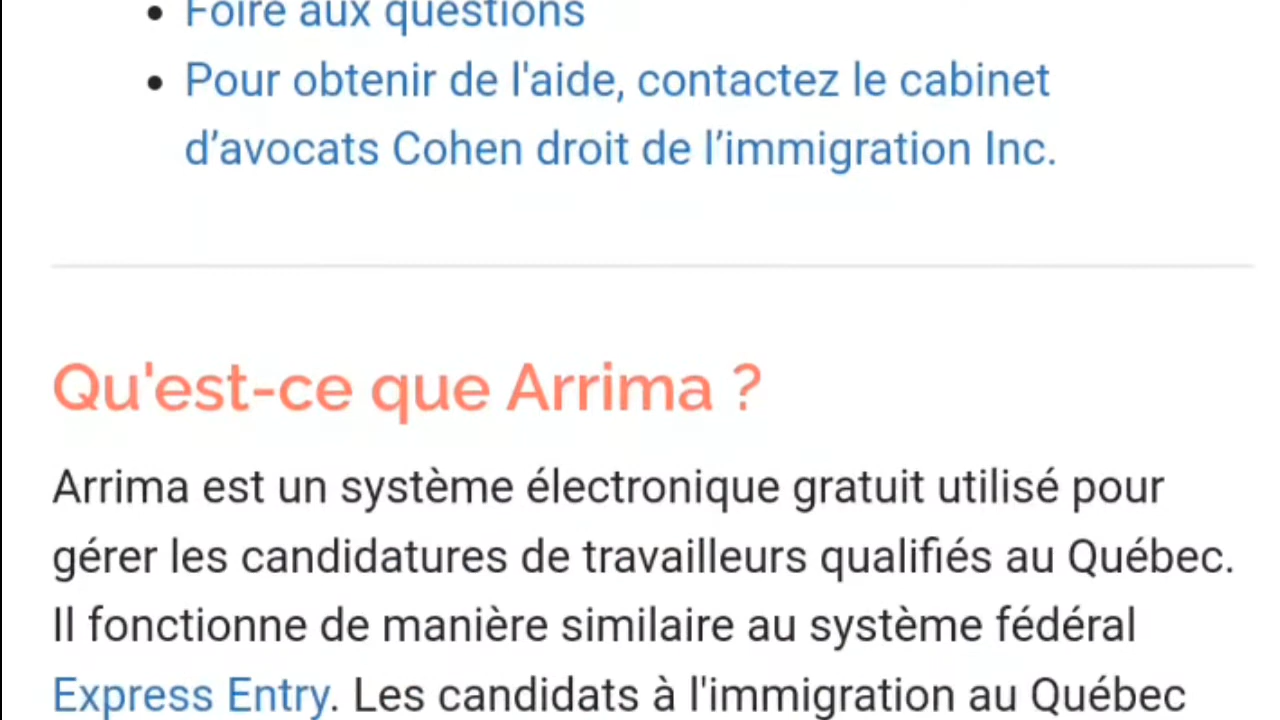 Foire aux questions
Pour obtenir de l'aide, contactez le cabinet
d’avocats Cohen droit de l’immigration Inc.
Qu'est-ce que Arrima ?
Arrima est un système électronique gratuit utilisé pour
gérer les candidatures de travailleurs qualifiés au Québec.
Il fonctionne de manière similaire au système fédéral
Express Entry. Les candidats à l'immigration au Québec